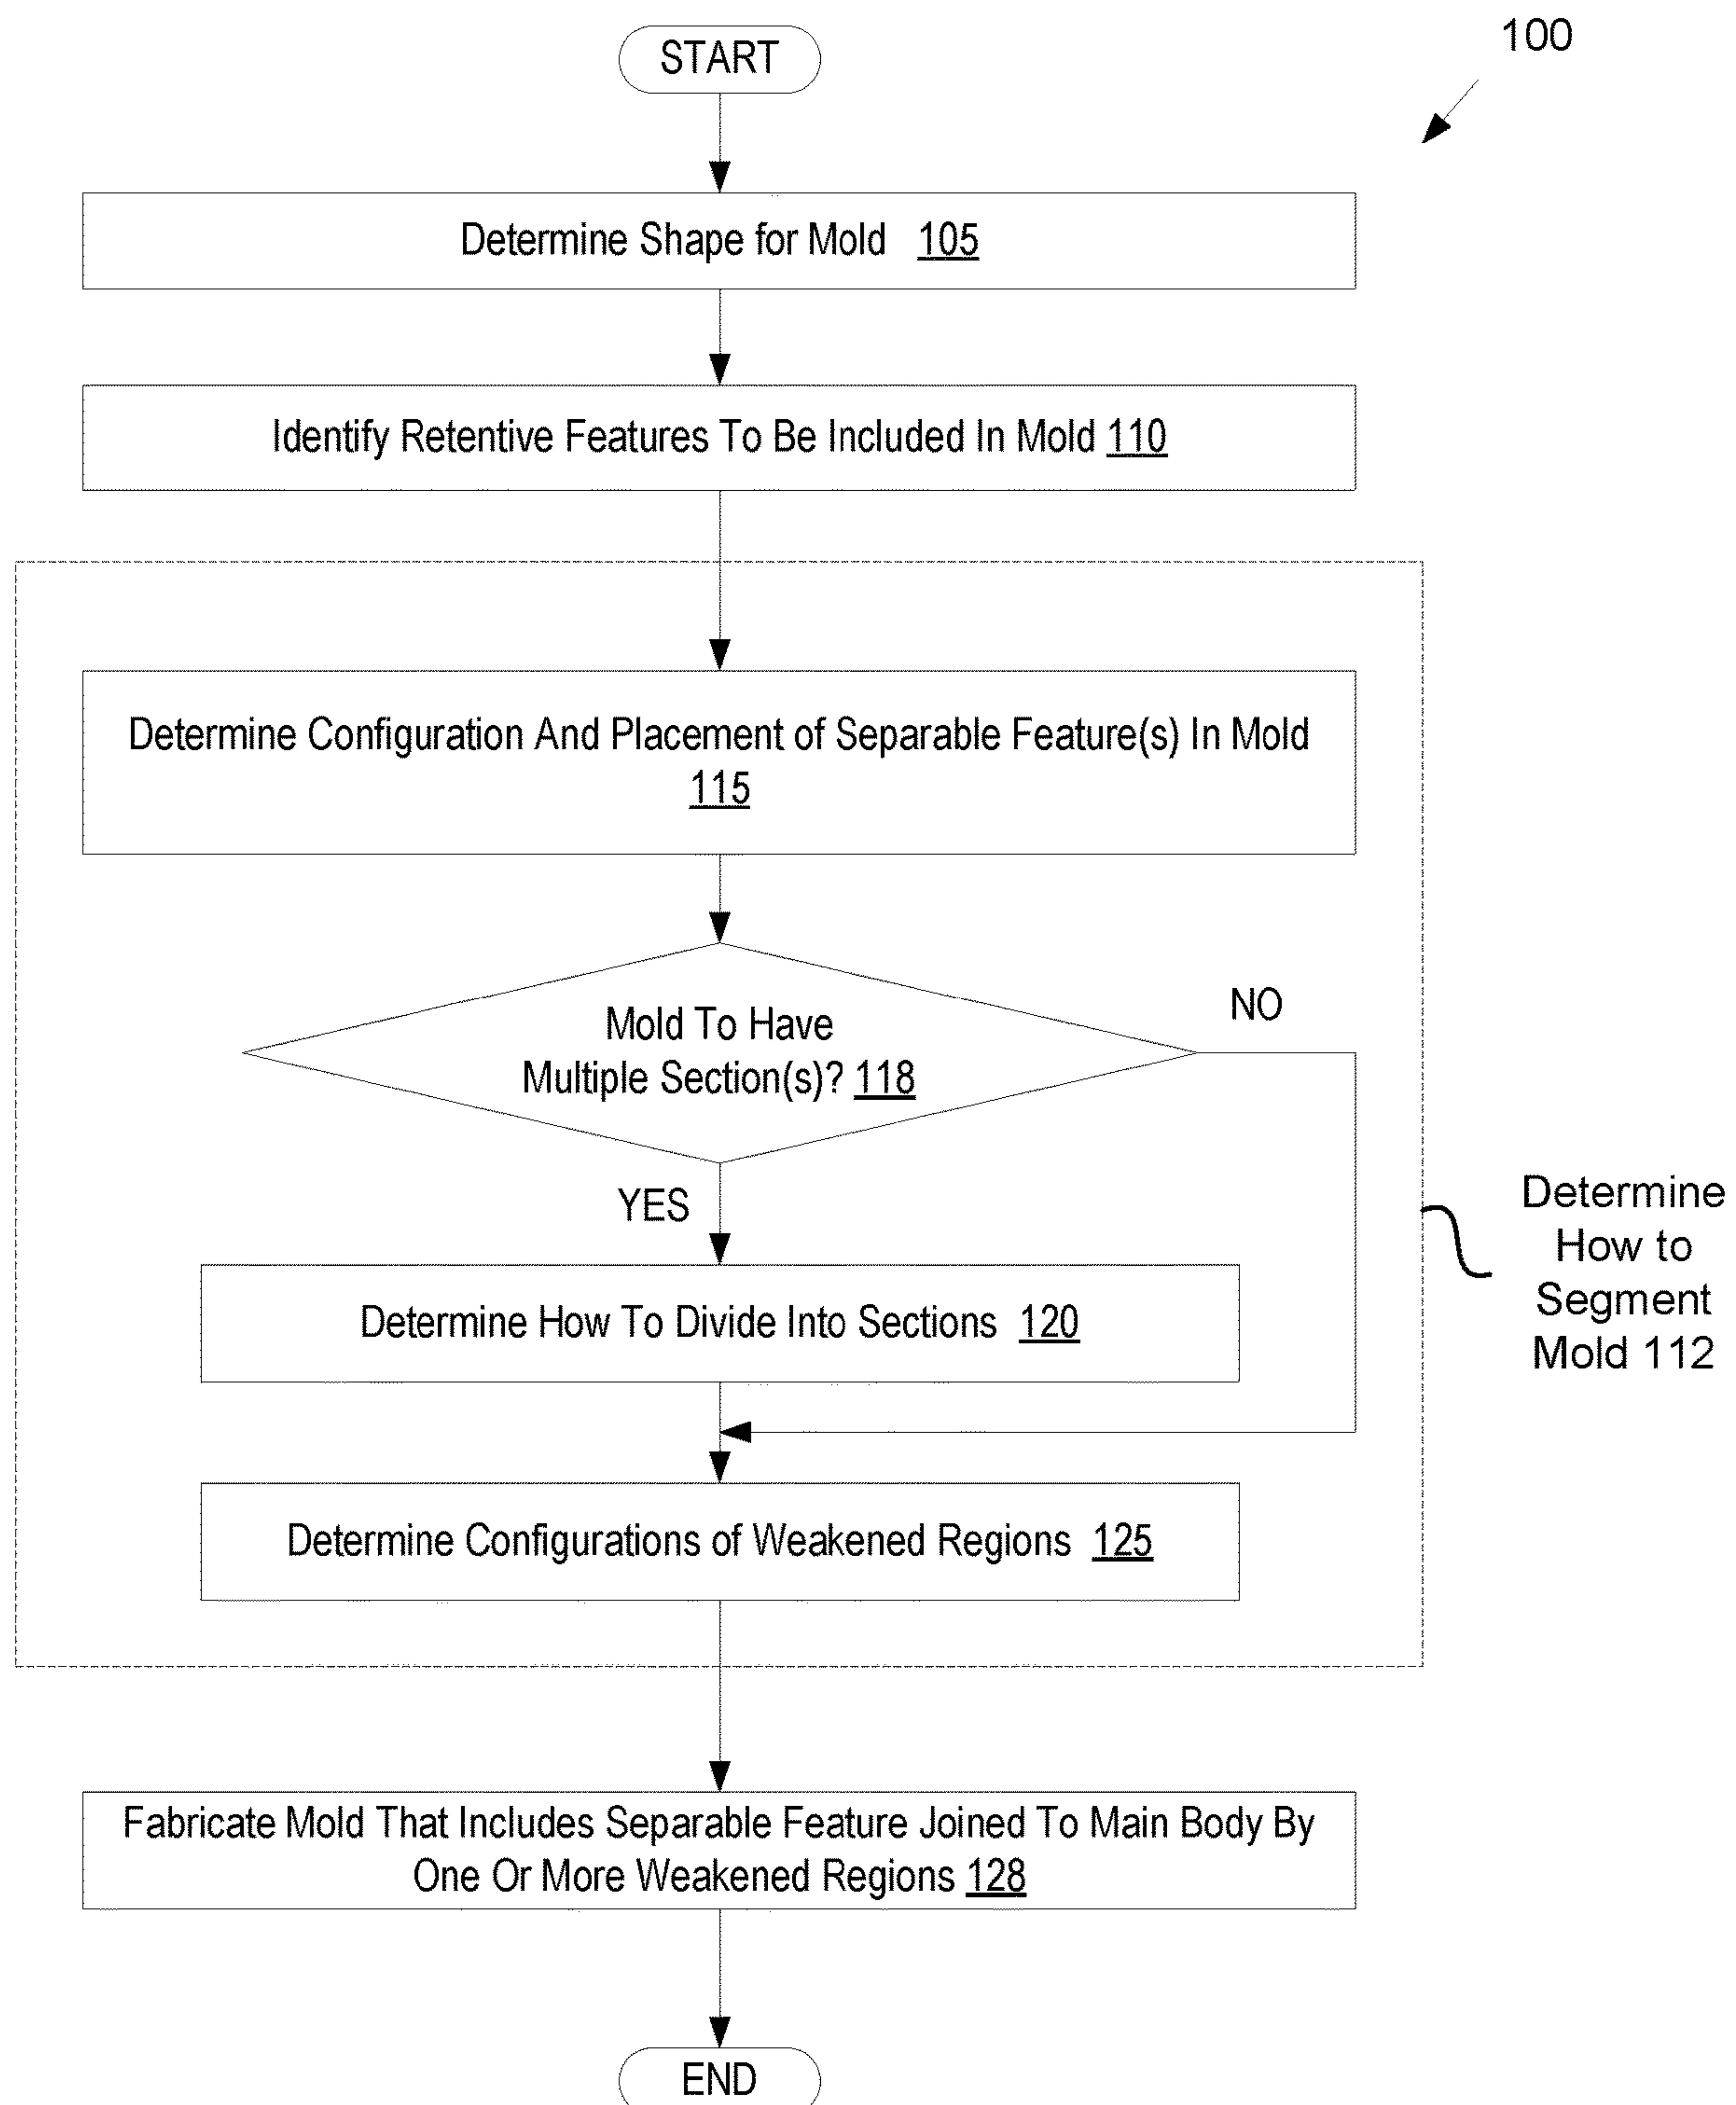 START
100
Determine Shape for Mold 105
Identify Retentive Features To Be Included In Mold 110
Determine Configuration And Placement of Separable Feature(s) In Mold
115
Mold To Have
Multiple Section(s)? 118
NO
YES
Determine How To Divide Into Sections 120
Determine Configurations of Weakened Regions 125
Determine
How to
Segment
Mold 112
Fabricate Mold That Includes Separable Feature Joined To Main Body By
One Or More Weakened Regions 128
END